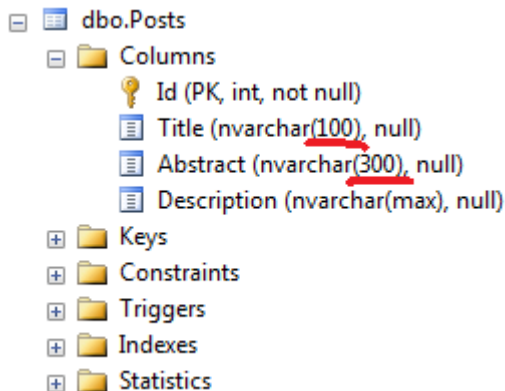 dbo.Posts
Columns
Id (PK, int, not null)
Title (nvarchar(100), null)
Abstract (nvarchar(300), null)
Description (nvarchar(max), null)
Keys
Constraints
Triggers
Indexes
Statistics